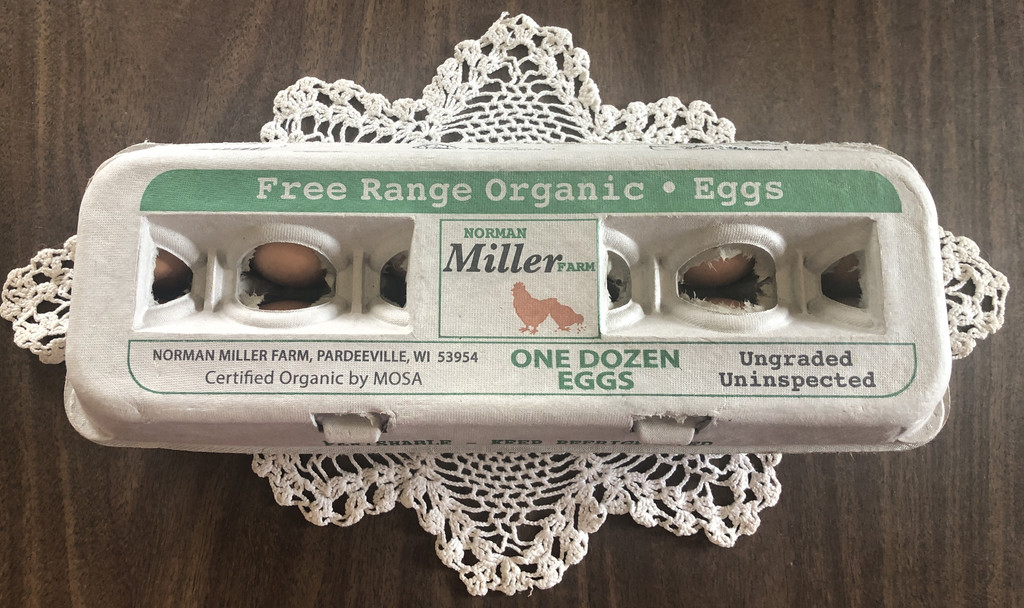 Free Range Organic • Eggs
NORMAN
Miller FARM
NORMAN MILLER FARM, PARDEEVILLE, WI 53954
Certified Organic by MOSA
ONE DOZEN
EGGS
Ungraded
Uninspected
KEEP